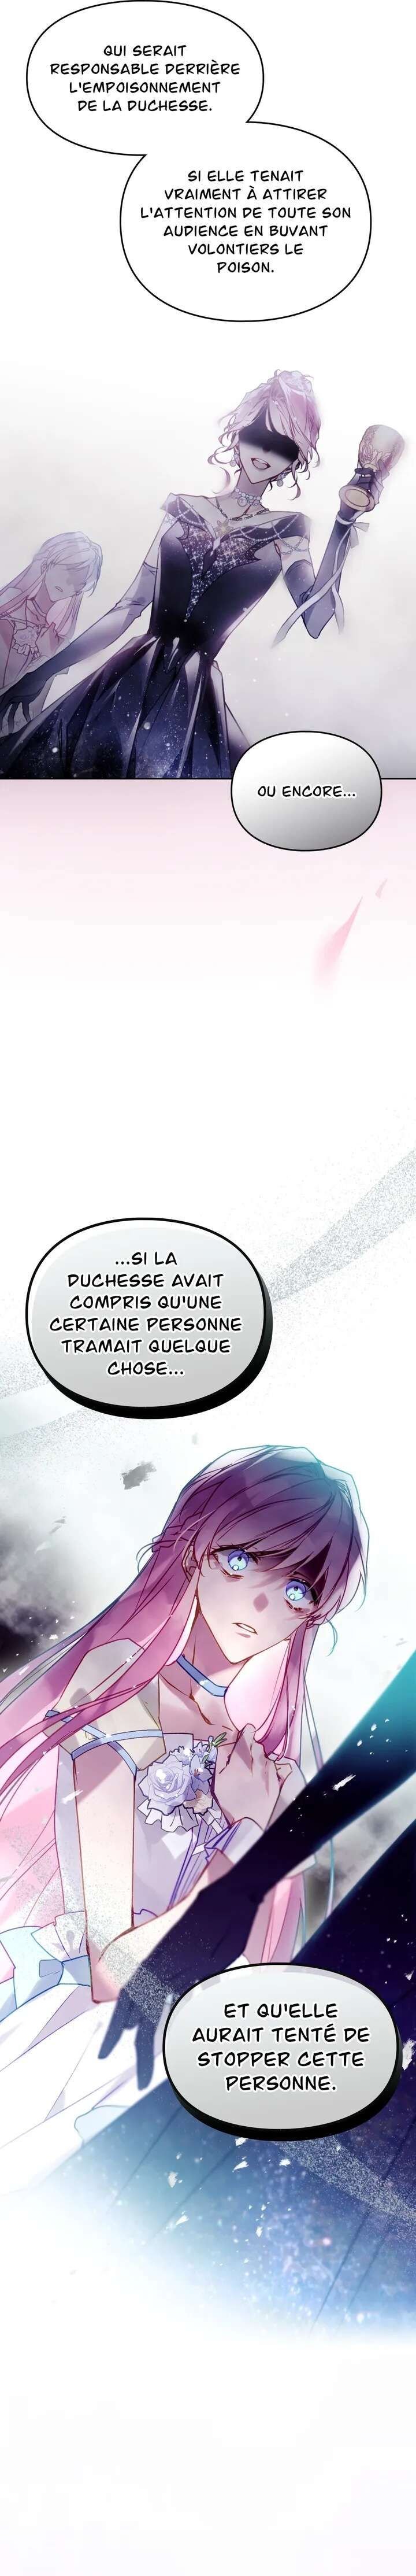 QUI SERAIT
RESPONSABLE DERRIÈRE
L'EMPOISONNEMENT
DE LA DUCHESSE.
SI ELLE TENAIT
VRAIMENT À ATTIRER
L'ATTENTION DE TOUTE SON
AUDIENCE EN BUVANT
VOLONTIERS LE
POISON.
OU ENCORE...
...SI LA
DUCHESSE AVAIT
COMPRIS QU'UNE
CERTAINE PERSONNE
TRAMAIT QUELQUE
CHOSE...
ET QU'ELLE
AURAIT TENTÉ DE
STOPPER CETTE
PERSONNE.